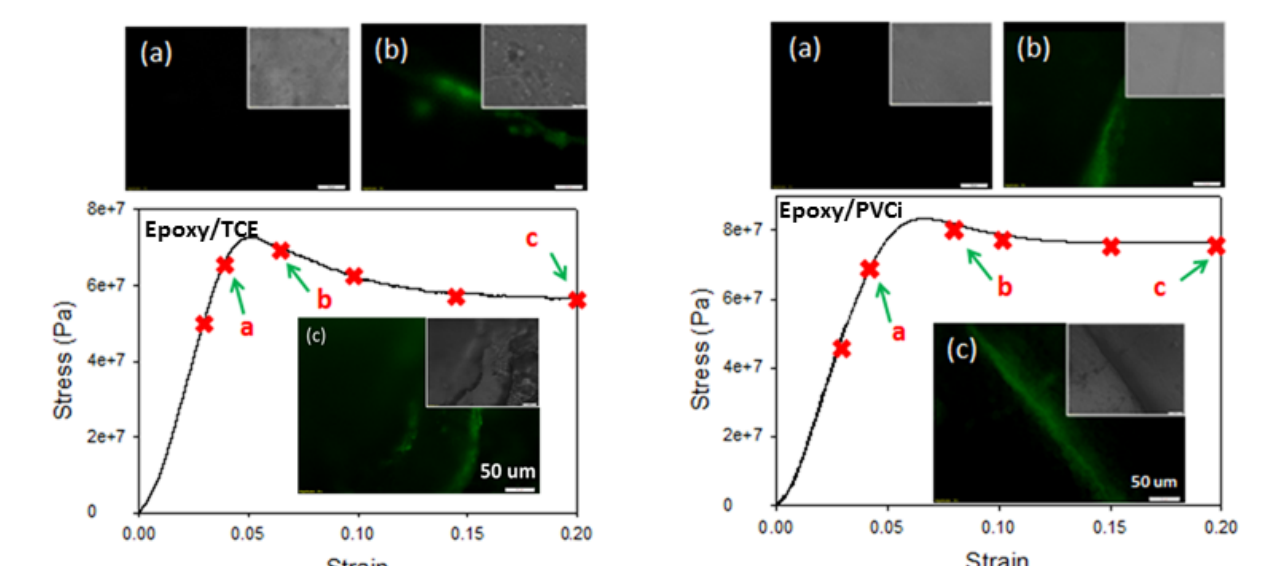 (a)
(b)
8e+7
6e+7
4e+7
2e+7
0
Stress (Pa)
Epoxy/TCE
a
b
c
(c)
50 um
0.00
0.05
0.10
0.15
0.20
Strain
(a)
(b)
8e+7
6e+7
4e+7
2e+7
0
Stress (Pa)
Epoxy/PVCi
a
b
c
(c)
50 um
0.00
0.05
0.10
0.15
0.20
Strain